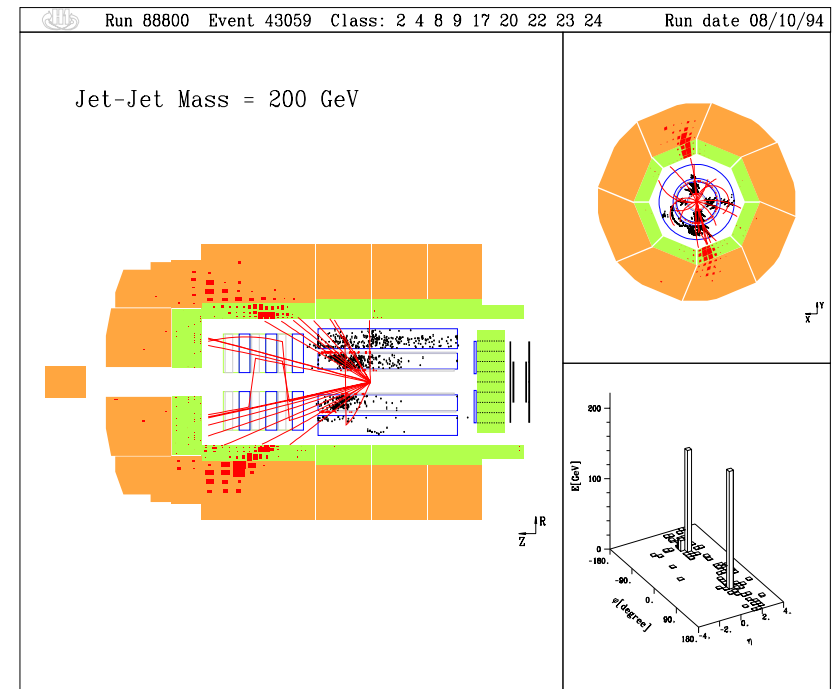 Run 88800 Event 43059 Class: 2 4 8 9 17 20 22 23 24 Run date 08/10/94
Jet-Jet Mass = 200 GeV
Y
X
R
Z
200
E[GeV]
100
0
-180.
-90.
0.
φ[degree]
90.
180.
-4.
-2.
0.
2.
4.
η